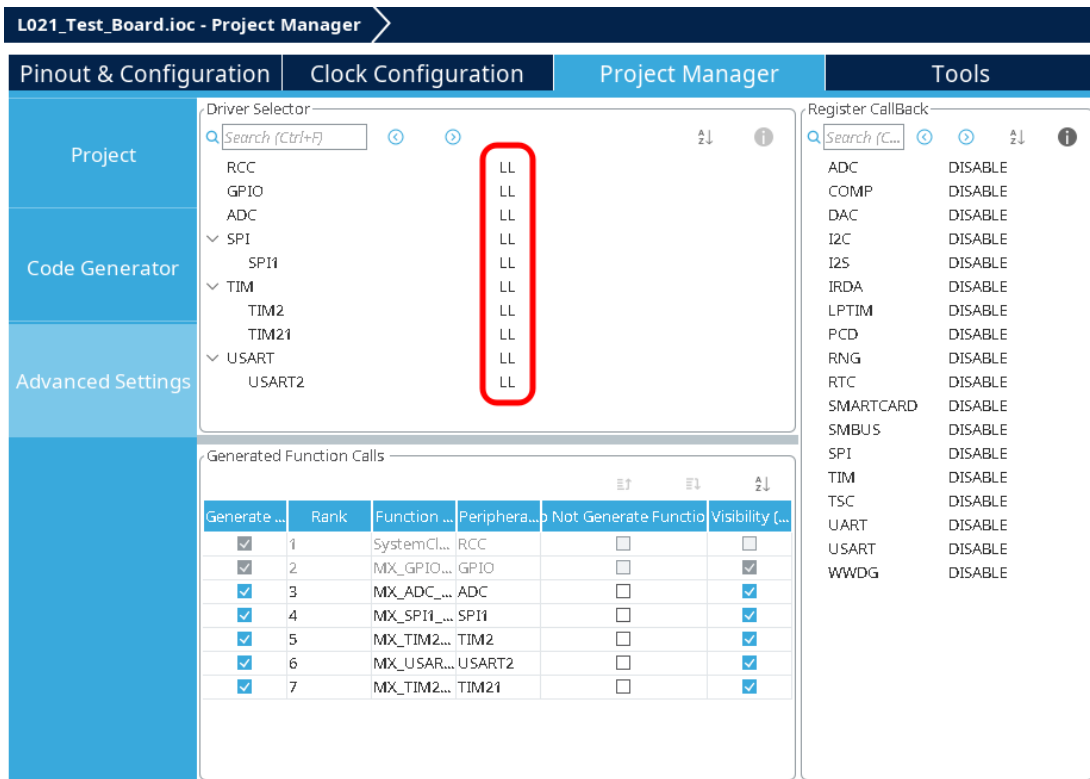 L021_Test_Board.ioc - Project Manager
Pinout & Configuration
Clock Configuration
Project Manager
Tools
Project
Code Generator
Advanced Settings
Driver Selector
Search (Ctrl+F)
RCC LL
GPIO LL
ADC LL
SPI LL
SPI1 LL
TIM LL
TIM2 LL
TIM21 LL
USART LL
USART2 LL
Generated Function Calls
Generate ... Rank Function ... Periphera... o Not Generate Functio Visibility (...
1 SystemCl... RCC
2 MX_GPIO... GPIO
3 MX_ADC_... ADC
4 MX_SPI1_... SPI1
5 MX_TIM2... TIM2
6 MX_USAR... USART2
7 MX_TIM2... TIM21
Register CallBack
Search (C...
ADC DISABLE
COMP DISABLE
DAC DISABLE
I2C DISABLE
I2S DISABLE
IRDA DISABLE
LPTIM DISABLE
PCD DISABLE
RNG DISABLE
RTC DISABLE
SMARTCARD DISABLE
SMBUS DISABLE
SPI DISABLE
TIM DISABLE
TSC DISABLE
UART DISABLE
USART DISABLE
WWDG DISABLE